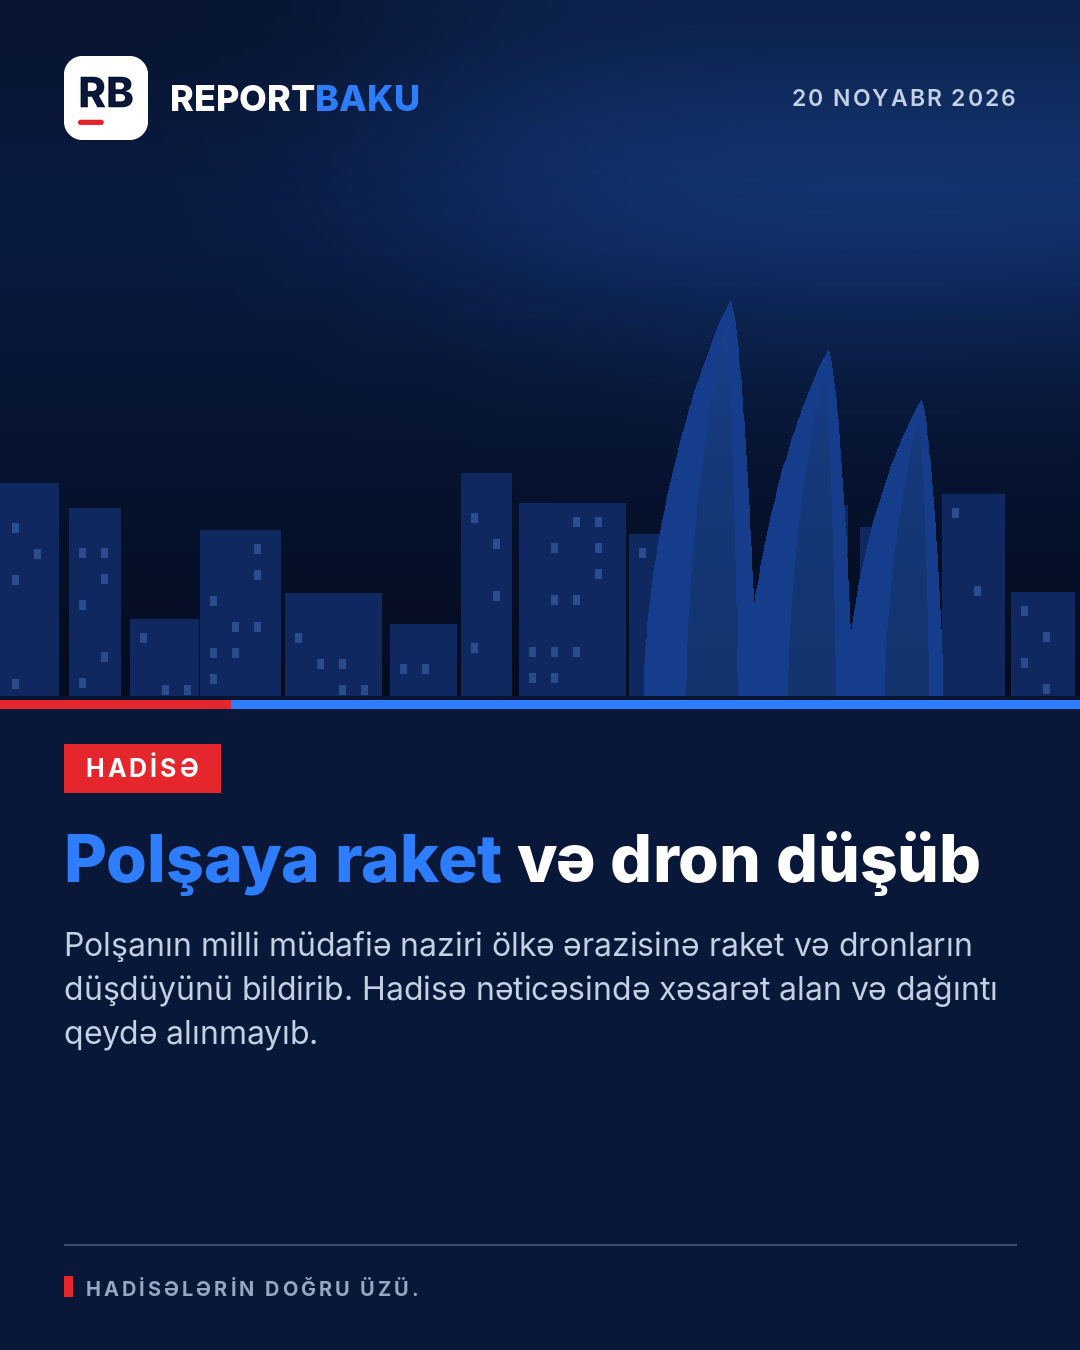 RB
REPORTBAKU
20 NOYABR 2026
HADİSƏ
Polşaya raket və dron düşüb
Polşanın milli müdafiə naziri ölkə ərazisinə raket və dronların
düşdüyünü bildirib. Hadisə nəticəsində xəsarət alan və dağıntı
qeydə alınmayıb.
HADİSƏLƏRİN DOĞRU ÜZÜ.